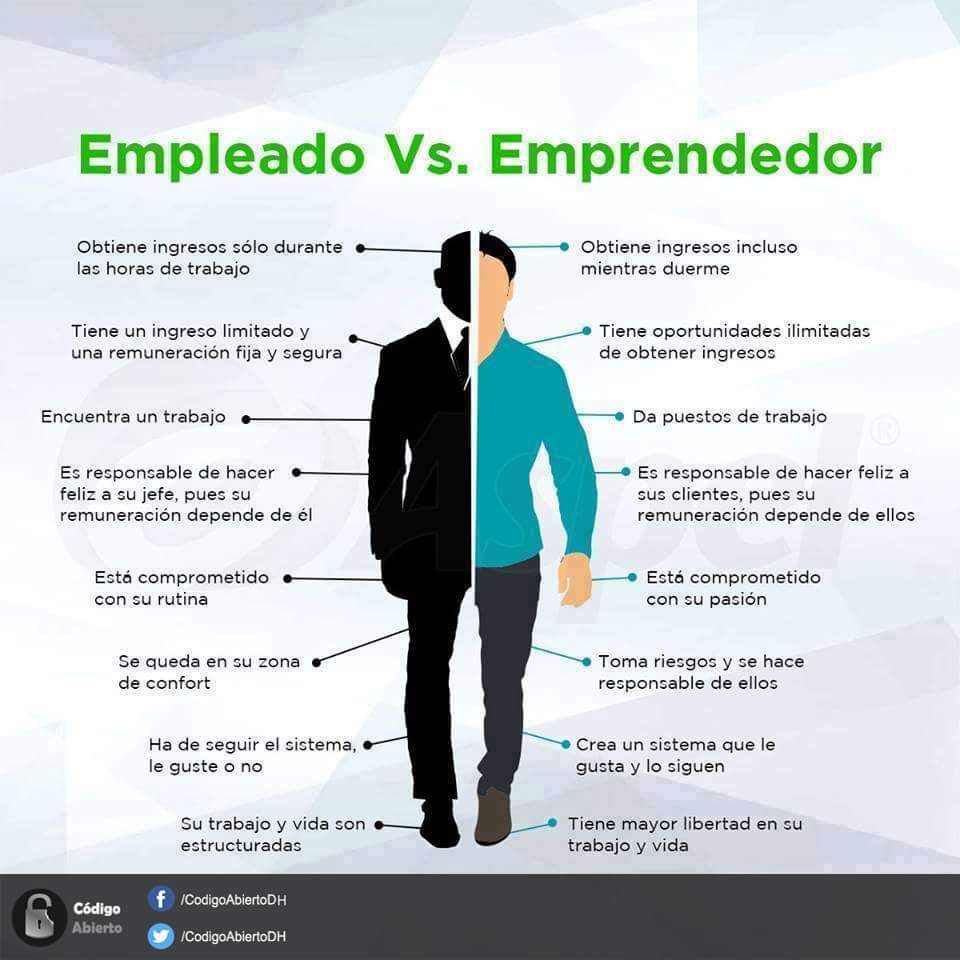 Empleado Vs. Emprendedor
Obtiene ingresos sólo durante
las horas de trabajo
Obtiene ingresos incluso
mientras duerme
Tiene un ingreso limitado y
una remuneración fija y segura
Tiene oportunidades ilimitadas
de obtener ingresos
Encuentra un trabajo
Da puestos de trabajo
Es responsable de hacer
feliz a su jefe, pues su
remuneración depende de él
Es responsable de hacer feliz a
sus clientes, pues su
remuneración depende de ellos
Está comprometido
con su rutina
Está comprometido
con su pasión
Se queda en su zona
de confort
Toma riesgos y se hace
responsable de ellos
Ha de seguir el sistema,
le guste o no
Crea un sistema que le
gusta y lo siguen
Su trabajo y vida son
estructuradas
Tiene mayor libertad en su
trabajo y vida
Aspel®
Código
Abierto
f /CodigoAbiertoDH
/CodigoAbiertoDH